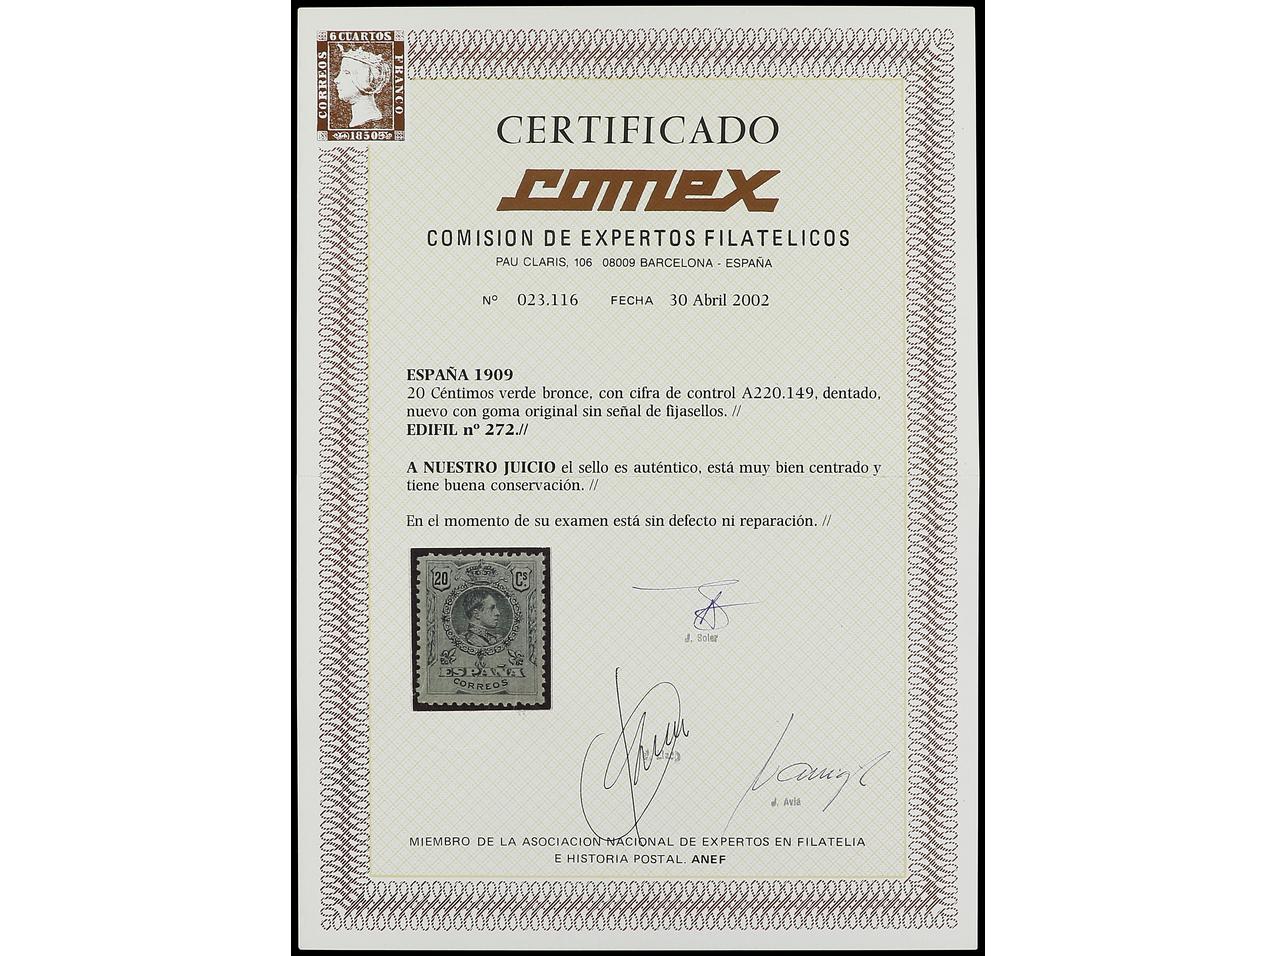 6 CUARTOS
CORREOS
FRANCO
1850
CERTIFICADO
comex
COMISION DE EXPERTOS FILATELICOS
PAU CLARIS, 106 08009 BARCELONA - ESPAÑA
Nº 023.116 FECHA 30 Abril 2002
ESPAÑA 1909
20 Céntimos verde bronce, con cifra de control A220.149, dentado,
nuevo con goma original sin señal de fijasellos. //
EDIFIL nº 272.//
A NUESTRO JUICIO el sello es auténtico, está muy bien centrado y
tiene buena conservación. //
En el momento de su examen está sin defecto ni reparación. //
20 Cs.
ESPAÑA
CORREOS
J. Soler
J. Aviá
MIEMBRO DE LA ASOCIACION NACIONAL DE EXPERTOS EN FILATELIA
E HISTORIA POSTAL. ANEF